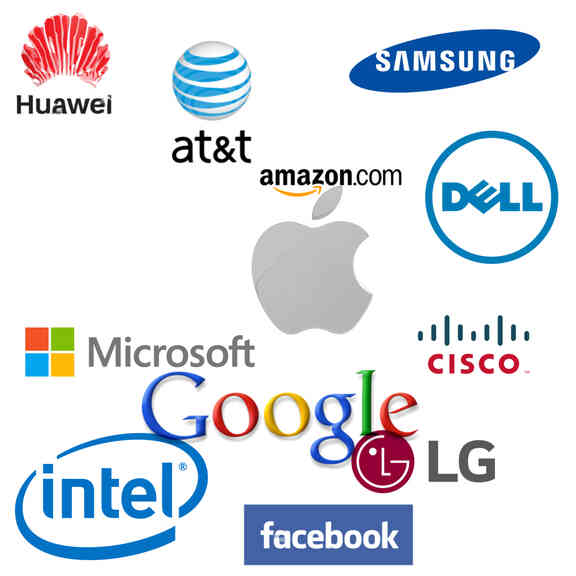 Huawei
at&t
SAMSUNG
amazon.com
DELL
Microsoft
CISCO
Google
LG
intel®
facebook